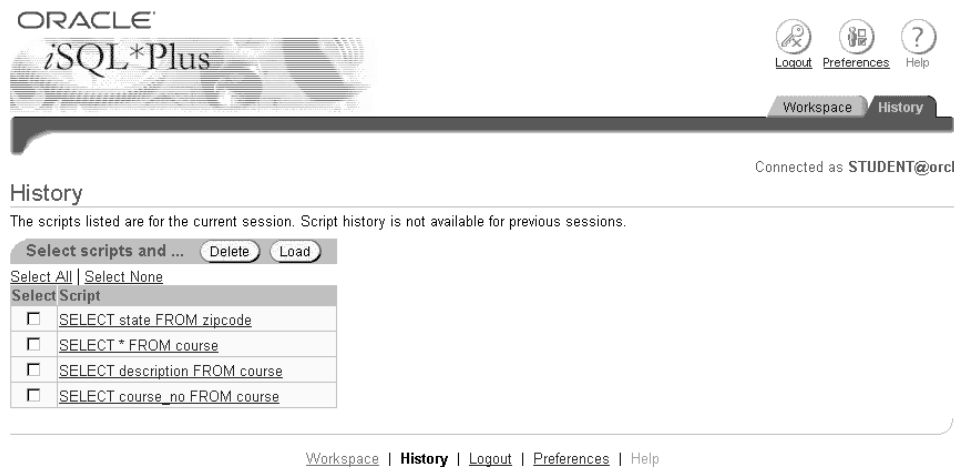 ORACLE
iSQL*Plus
Logout Preferences Help
Workspace History
Connected as STUDENT@orcl
History
The scripts listed are for the current session. Script history is not available for previous sessions.
Select scripts and ... Delete Load
Select All | Select None
Select Script
SELECT state FROM zipcode
SELECT * FROM course
SELECT description FROM course
SELECT course_no FROM course
Workspace | History | Logout | Preferences | Help